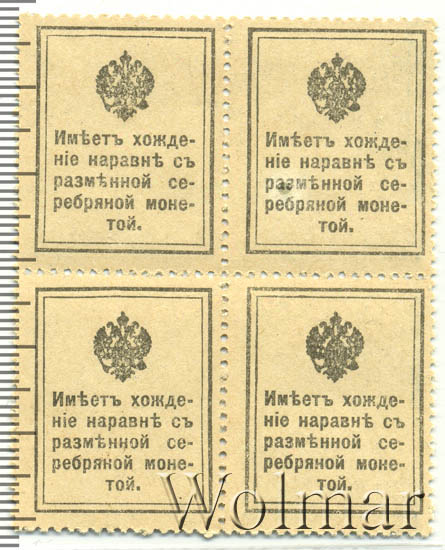 Имѣетъ хожде-
ніе наравнѣ съ
размѣнной се-
ребряной моне-
той.
Имѣетъ хожде-
ніе наравнѣ съ
размѣнной се-
ребряной моне-
той.
Имѣетъ хожде-
ніе наравнѣ съ
размѣнной се-
ребряной моне-
той.
Имѣетъ хожде-
ніе наравнѣ съ
размѣнной се-
ребряной моне-
той.
Wolmar